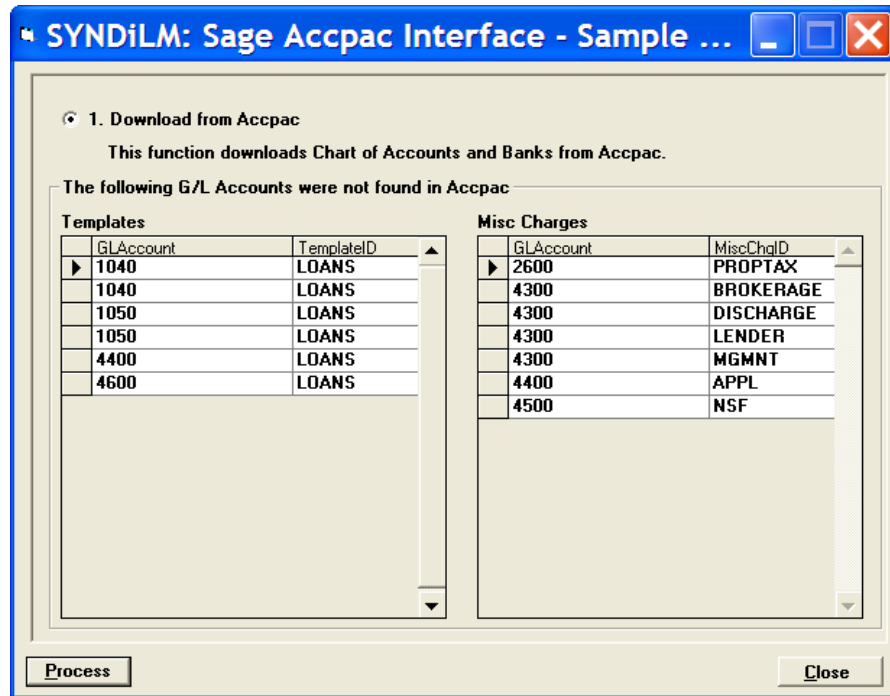 SYNDiLM: Sage Accpac Interface - Sample ...
1. Download from Accpac
This function downloads Chart of Accounts and Banks from Accpac.
The following G/L Accounts were not found in Accpac
Templates
GLAccount TemplateID
1040 LOANS
1040 LOANS
1050 LOANS
1050 LOANS
4400 LOANS
4600 LOANS
Misc Charges
GLAccount MiscChgID
2600 PROPTAX
4300 BROKERAGE
4300 DISCHARGE
4300 LENDER
4300 MGMNT
4400 APPL
4500 NSF
Process
Close